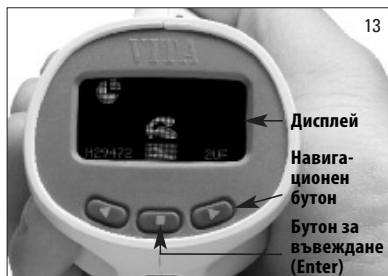 13
VITA
H29472
2UF
Дисплей
Навига-
ционен
бутон
Бутон за
въвеждане
(Enter)